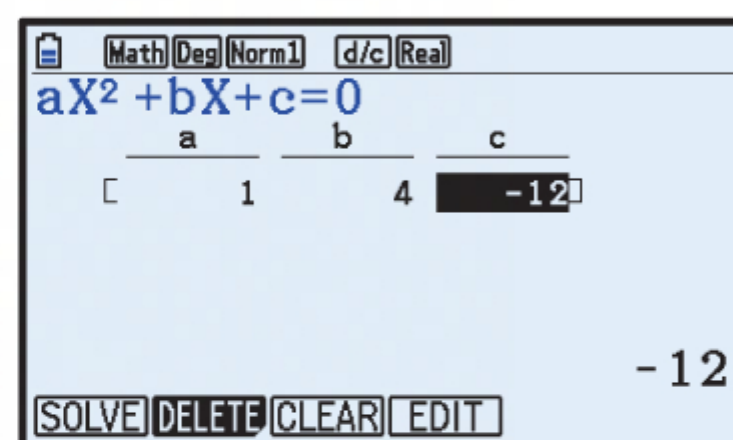 Math Deg Norm1 d/c Real
aX² +bX+c=0
a b c
[ 1 4 -12 ]
-12
SOLVE DELETE CLEAR EDIT